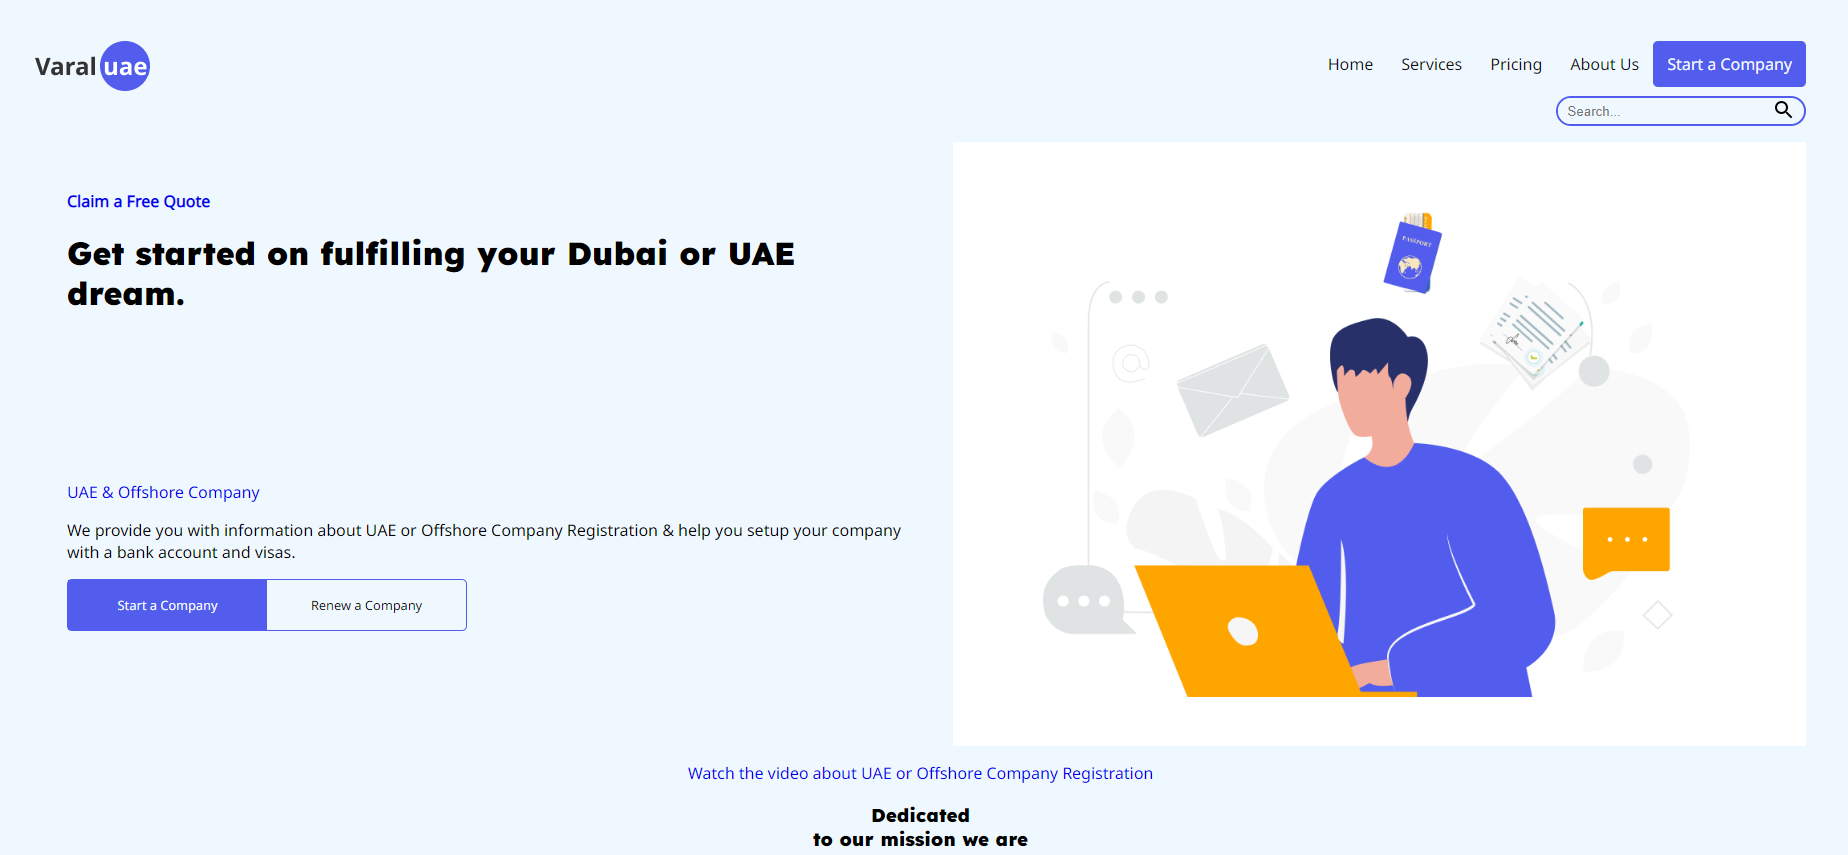 Varal uae
Home Services Pricing About Us Start a Company
Search...
Claim a Free Quote
Get started on fulfilling your Dubai or UAE
dream.
PASSPORT
@
UAE & Offshore Company
We provide you with information about UAE or Offshore Company Registration & help you setup your company
with a bank account and visas.
Start a Company Renew a Company
Watch the video about UAE or Offshore Company Registration
Dedicated
to our mission we are